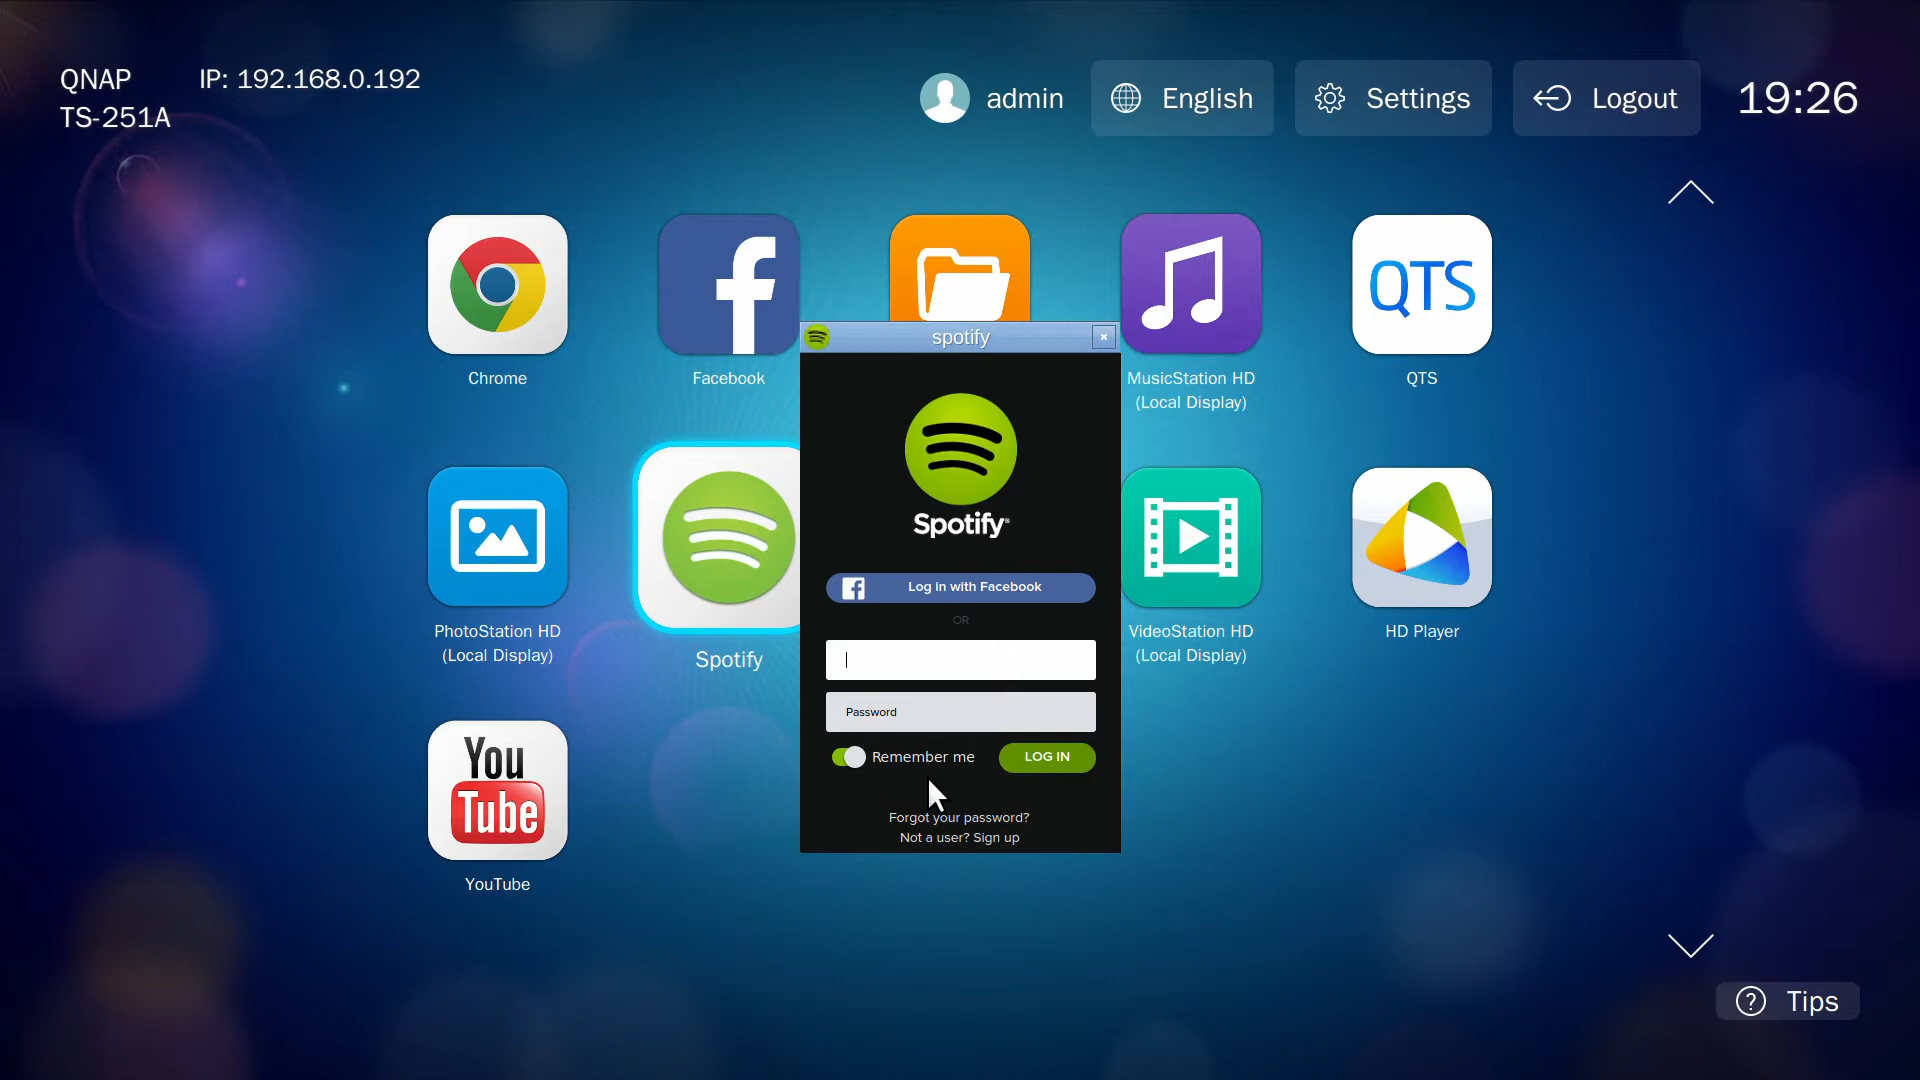 QNAP
TS-251A
IP: 192.168.0.192
admin
English
Settings
Logout
19:26
QTS
Chrome
Facebook
MusicStation HD
(Local Display)
QTS
spotify
Spotify®
Log in with Facebook
OR
Password
Remember me
LOG IN
Forgot your password?
Not a user? Sign up
PhotoStation HD
(Local Display)
Spotify
VideoStation HD
(Local Display)
HD Player
You
Tube
YouTube
? Tips